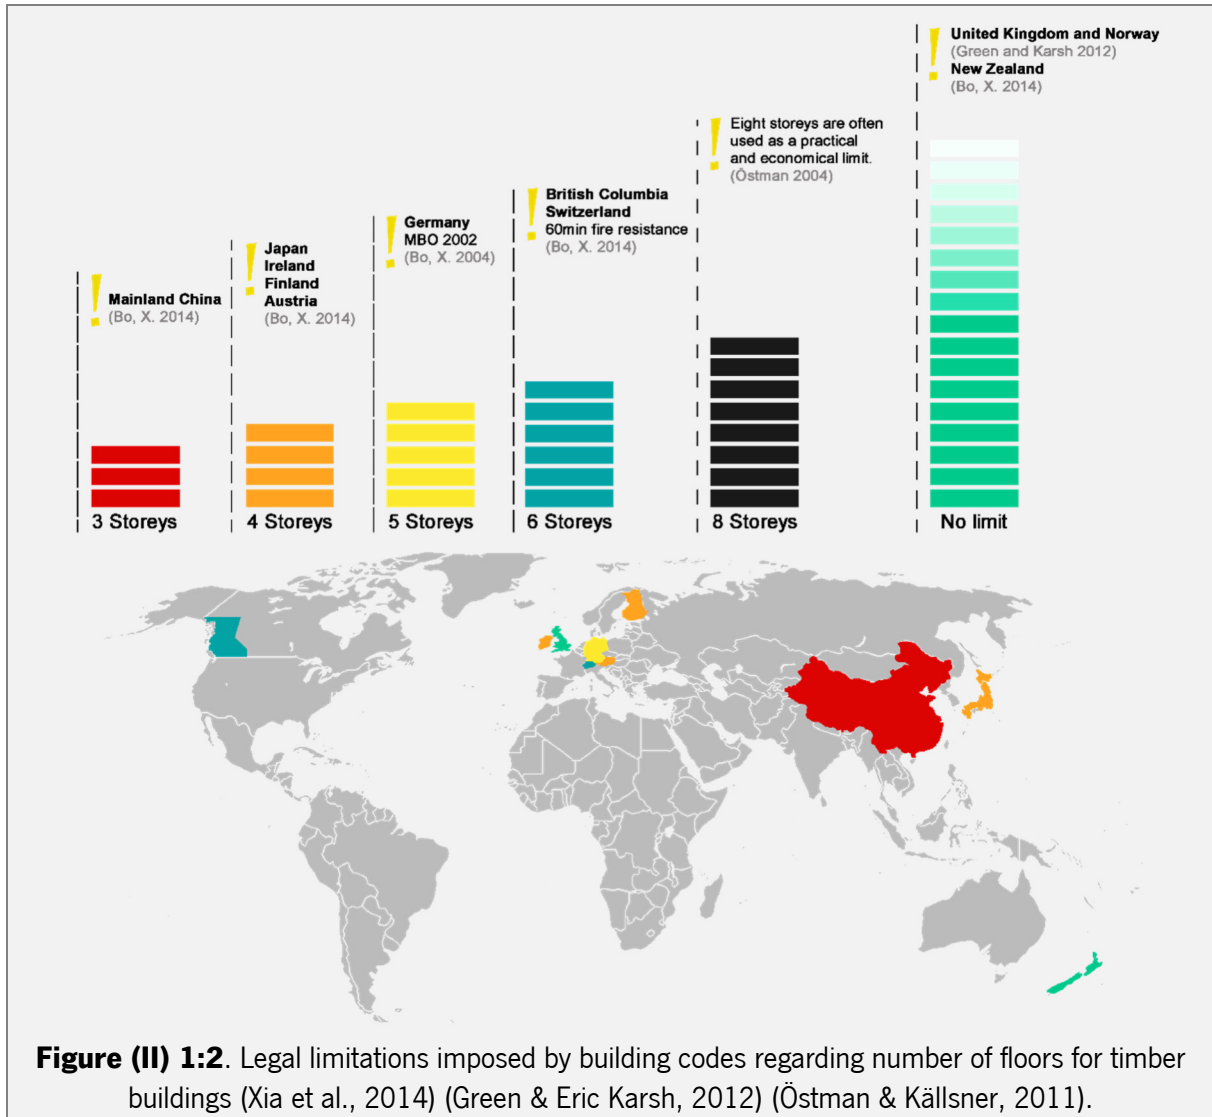 United Kingdom and Norway
(Green and Karsh 2012)
New Zealand
(Bo, X. 2014)
Eight storeys are often
used as a practical
and economical limit.
(Östman 2004)
British Columbia
Switzerland
60min fire resistance
(Bo, X. 2014)
Germany
MBO 2002
(Bo, X. 2004)
Japan
Ireland
Finland
Austria
(Bo, X. 2014)
Mainland China
(Bo, X. 2014)
3 Storeys
4 Storeys
5 Storeys
6 Storeys
8 Storeys
No limit
Figure (II) 1:2. Legal limitations imposed by building codes regarding number of floors for timber
buildings (Xia et al., 2014) (Green & Eric Karsh, 2012) (Östman & Källsner, 2011).